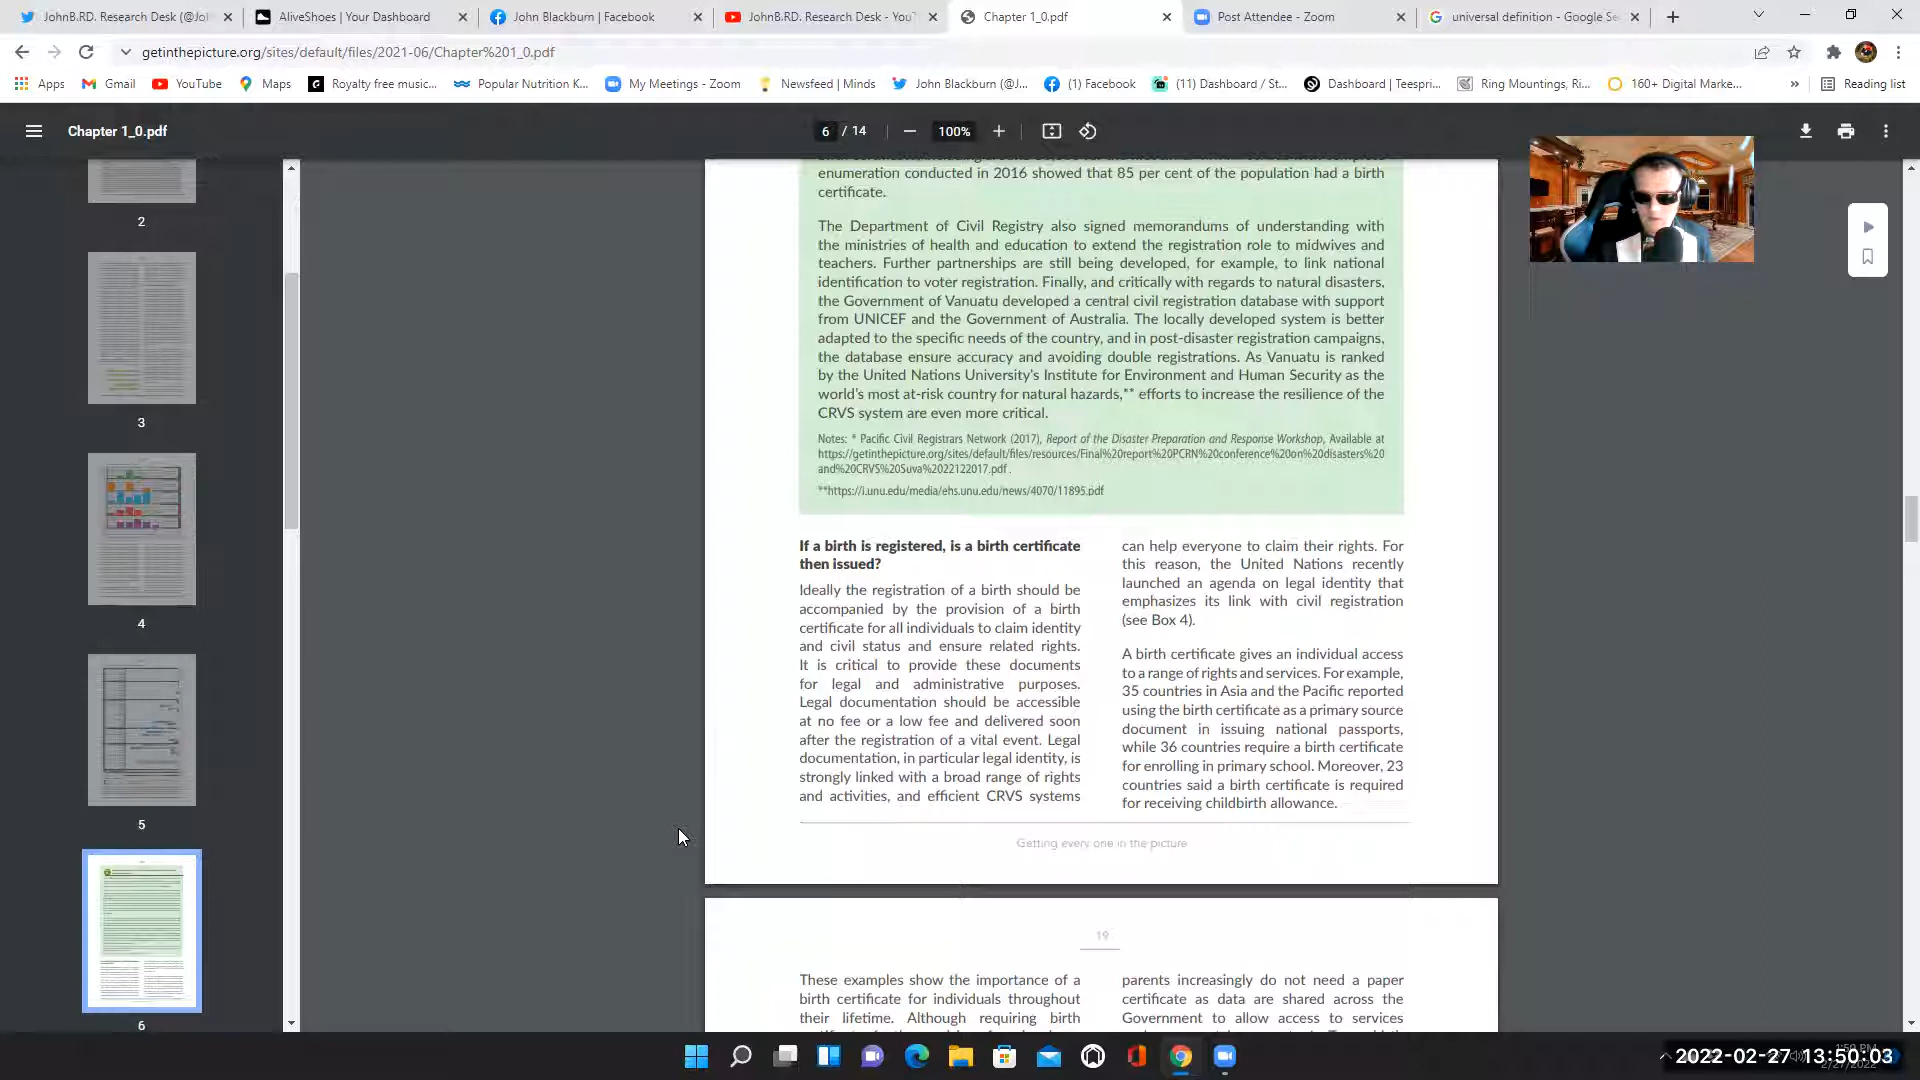 JohnB.RD. Research Desk (@Jo
AliveShoes | Your Dashboard
John Blackburn | Facebook
JohnB.RD. Research Desk - You
Chapter 1_0.pdf
Post Attendee - Zoom
universal definition - Google Se
getinthepicture.org/sites/default/files/2021-06/Chapter%201_0.pdf
Apps
Gmail
YouTube
Maps
Royalty free music...
Popular Nutrition K...
My Meetings - Zoom
Newsfeed | Minds
John Blackburn (@J...
(1) Facebook
(11) Dashboard / St...
Dashboard | Teespri...
Ring Mountings, Ri...
160+ Digital Marke...
»
Reading list
Chapter 1_0.pdf
6 / 14
100%
2
3
4
5
6
enumeration conducted in 2016 showed that 85 per cent of the population had a birth
certificate.
The Department of Civil Registry also signed memorandums of understanding with
the ministries of health and education to extend the registration role to midwives and
teachers. Further partnerships are still being developed, for example, to link national
identification to voter registration. Finally, and critically with regards to natural disasters,
the Government of Vanuatu developed a central civil registration database with support
from UNICEF and the Government of Australia. The locally developed system is better
adapted to the specific needs of the country, and in post-disaster registration campaigns,
the database ensure accuracy and avoiding double registrations. As Vanuatu is ranked
by the United Nations University's Institute for Environment and Human Security as the
world's most at-risk country for natural hazards,** efforts to increase the resilience of the
CRVS system are even more critical.
Notes: * Pacific Civil Registrars Network (2017), Report of the Disaster Preparation and Response Workshop, Available at
https://getinthepicture.org/sites/default/files/resources/Final%20report%20PCRN%20conference%20on%20disasters%20
and%20CRVS%20Suva%2022122017.pdf .
**https://i.unu.edu/media/ehs.unu.edu/news/4070/11895.pdf
If a birth is registered, is a birth certificate
then issued?
Ideally the registration of a birth should be
accompanied by the provision of a birth
certificate for all individuals to claim identity
and civil status and ensure related rights.
It is critical to provide these documents
for legal and administrative purposes.
Legal documentation should be accessible
at no fee or a low fee and delivered soon
after the registration of a vital event. Legal
documentation, in particular legal identity, is
strongly linked with a broad range of rights
and activities, and efficient CRVS systems
can help everyone to claim their rights. For
this reason, the United Nations recently
launched an agenda on legal identity that
emphasizes its link with civil registration
(see Box 4).
A birth certificate gives an individual access
to a range of rights and services. For example,
35 countries in Asia and the Pacific reported
using the birth certificate as a primary source
document in issuing national passports,
while 36 countries require a birth certificate
for enrolling in primary school. Moreover, 23
countries said a birth certificate is required
for receiving childbirth allowance.
Getting every one in the picture
19
These examples show the importance of a
birth certificate for individuals throughout
their lifetime. Although requiring birth
parents increasingly do not need a paper
certificate as data are shared across the
Government to allow access to services
2022-02-27 13:50:03